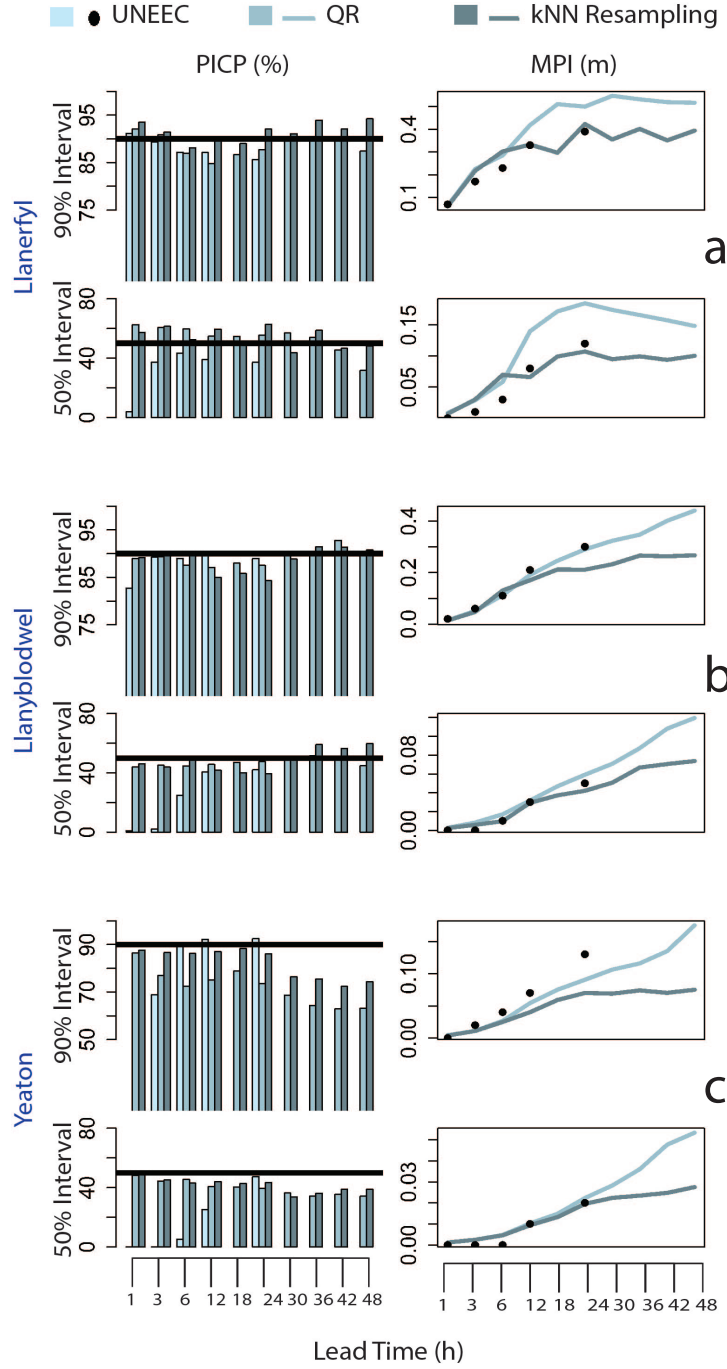 UNEEC QR kNN Resampling
PICP (%) MPI (m)
Llanerfyl
90% Interval
95
85
75
0.4
0.1
a
50% Interval
80
40
0
0.15
0.05
Llanyblodwel
90% Interval
95
85
75
0.4
0.2
0.0
b
50% Interval
80
40
0
0.08
0.00
Yeaton
90% Interval
90
70
50
0.10
0.00
c
50% Interval
80
40
0
0.03
0.00
1 3 6 12 18 24 30 36 42 48
1 3 6 12 18 24 30 36 42 48
Lead Time (h)